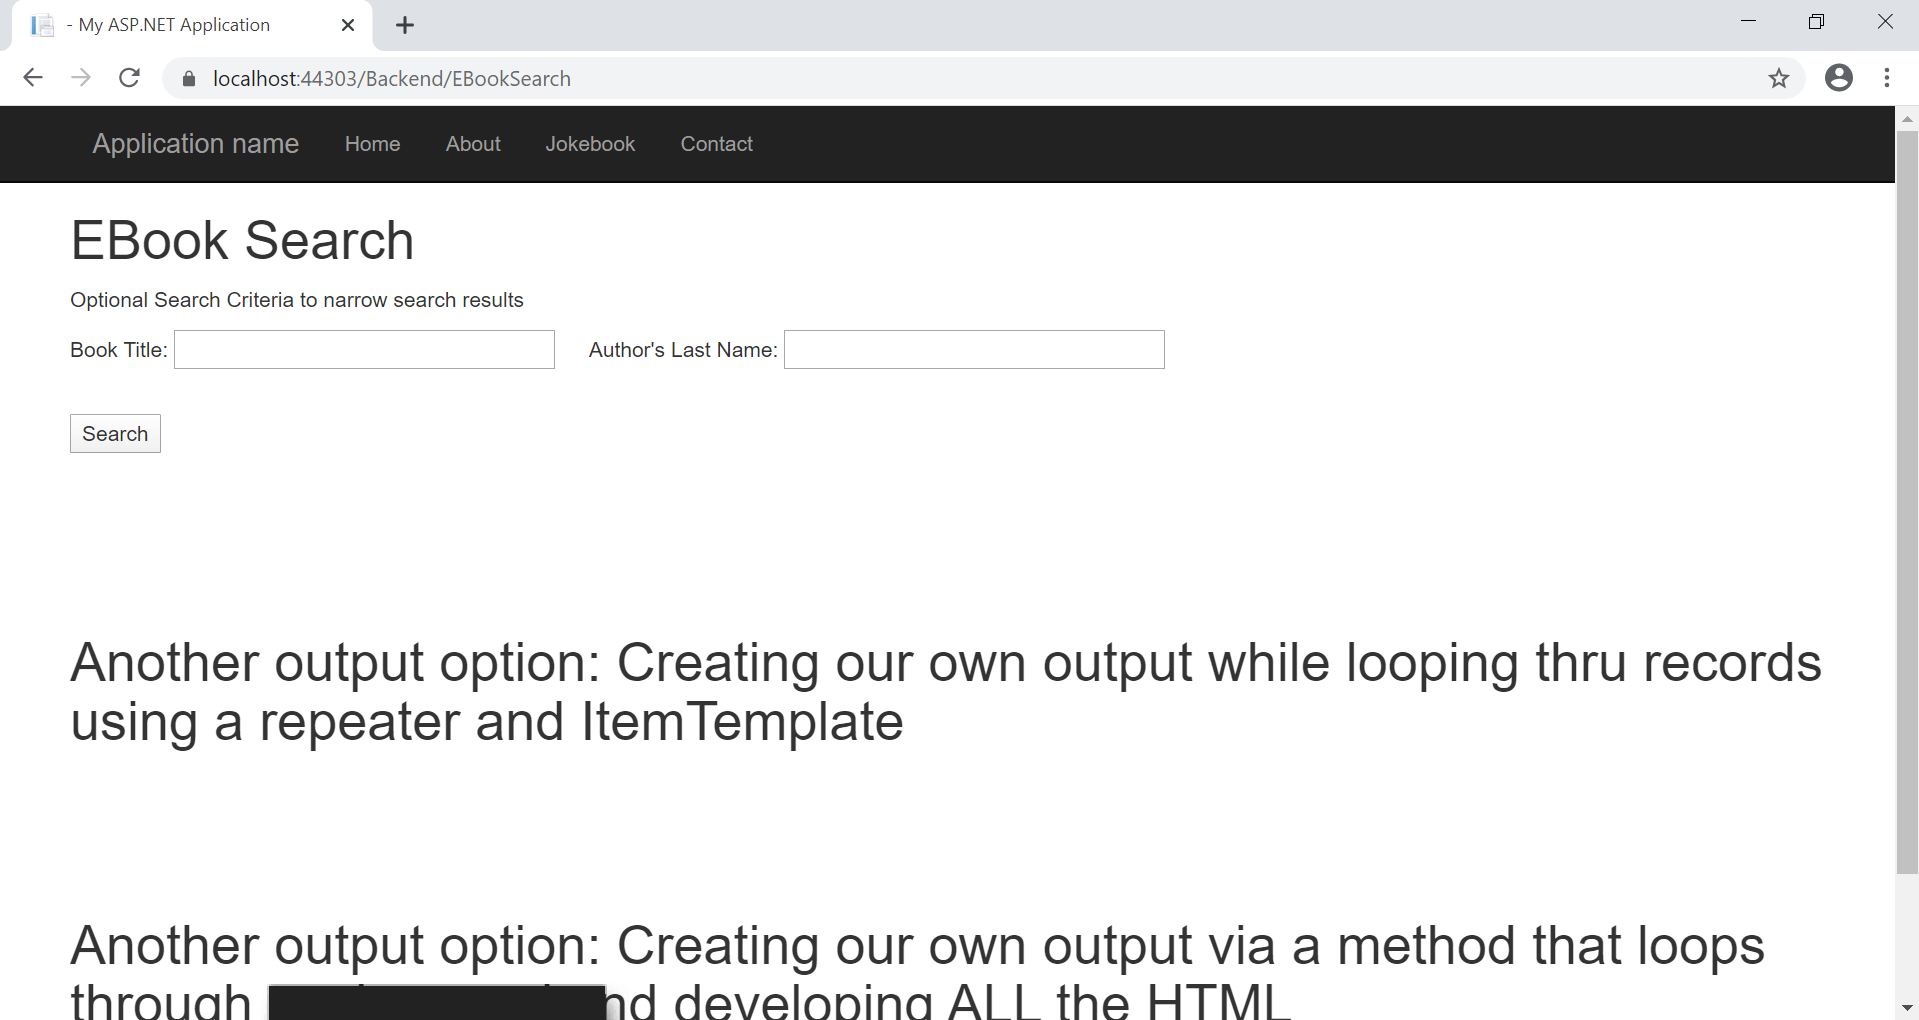 - My ASP.NET Application
localhost:44303/Backend/EBookSearch
Application name Home About Jokebook Contact
EBook Search
Optional Search Criteria to narrow search results
Book Title: Author's Last Name:
Search
Another output option: Creating our own output while looping thru records
using a repeater and ItemTemplate
Another output option: Creating our own output via a method that loops
through developing ALL the HTML